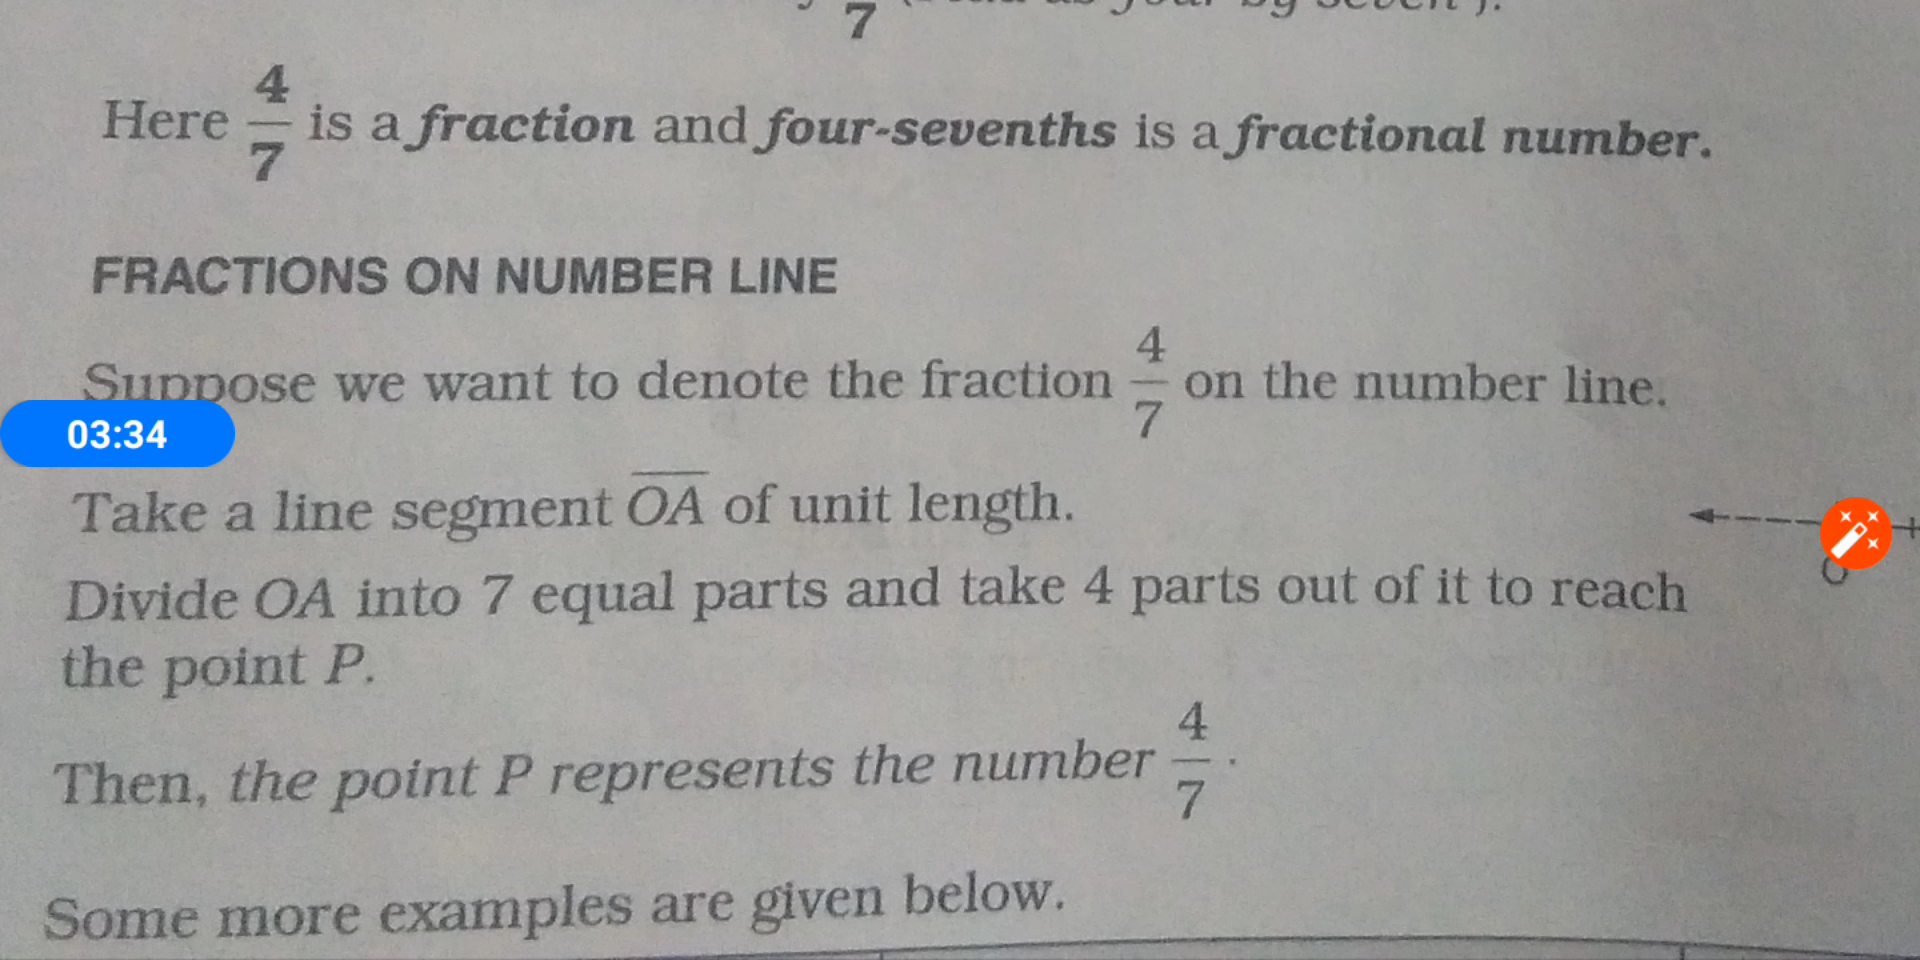 7
Here 4/7 is a fraction and four-sevenths is a fractional number.
FRACTIONS ON NUMBER LINE
Suppose we want to denote the fraction 4/7 on the number line.
03:34
Take a line segment OA of unit length.
Divide OA into 7 equal parts and take 4 parts out of it to reach
the point P.
Then, the point P represents the number 4/7.
Some more examples are given below.